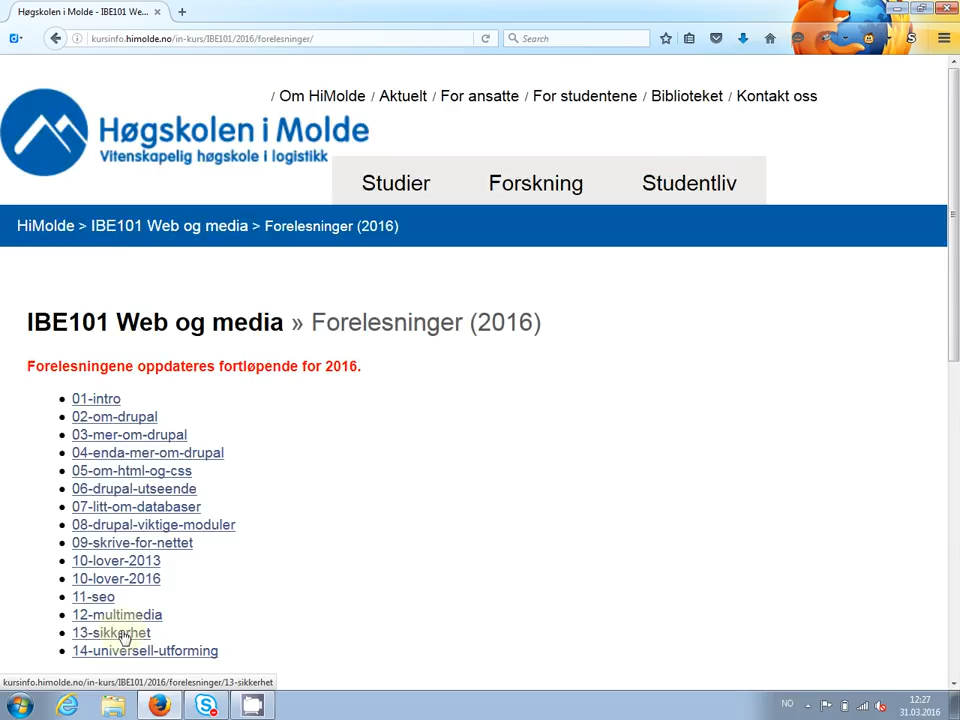 Høgskolen i Molde - IBE101 We...
kursinfo.himolde.no/in-kurs/IBE101/2016/forelesninger/
Search
/ Om HiMolde / Aktuelt / For ansatte / For studentene / Biblioteket / Kontakt oss
Høgskolen i Molde
Vitenskapelig høgskole i logistikk
Studier Forskning Studentliv
HiMolde > IBE101 Web og media > Forelesninger (2016)
IBE101 Web og media » Forelesninger (2016)
Forelesningene oppdateres fortløpende for 2016.
01-intro
02-om-drupal
03-mer-om-drupal
04-enda-mer-om-drupal
05-om-html-og-css
06-drupal-utseende
07-litt-om-databaser
08-drupal-viktige-moduler
09-skrive-for-nettet
10-lover-2013
10-lover-2016
11-seo
12-multimedia
13-sikkerhet
14-universell-utforming
kursinfo.himolde.no/in-kurs/IBE101/2016/forelesninger/13-sikkerhet
NO
12:27
31.03.2016